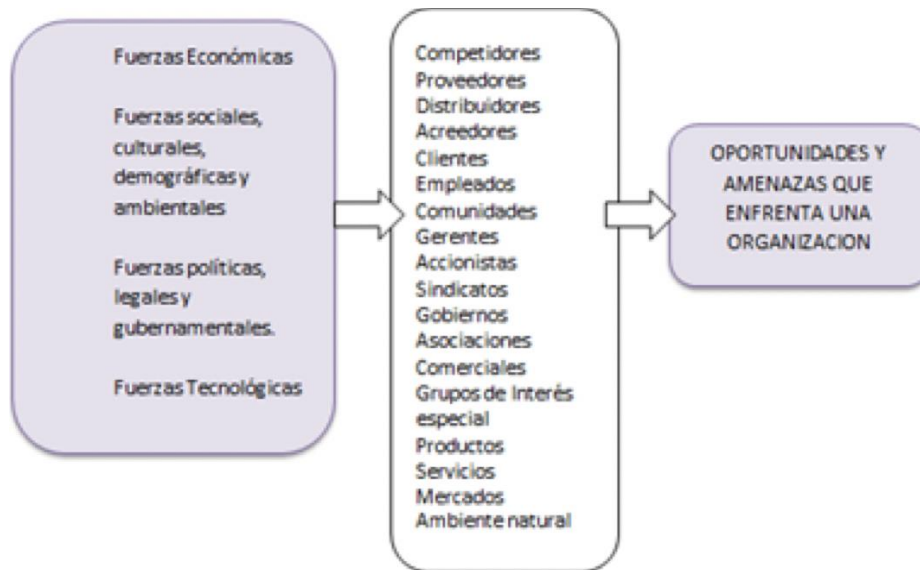 Fuerzas Económicas
Fuerzas sociales,
culturales,
demográficas y
ambientales
Fuerzas políticas,
legales y
gubernamentales.
Fuerzas Tecnológicas
Competidores
Proveedores
Distribuidores
Acreedores
Clientes
Empleados
Comunidades
Gerentes
Accionistas
Sindicatos
Gobiernos
Asociaciones
Comerciales
Grupos de Interés
especial
Productos
Servicios
Mercados
Ambiente natural
OPORTUNIDADES Y
AMENAZAS QUE
ENFRENTA UNA
ORGANIZACION